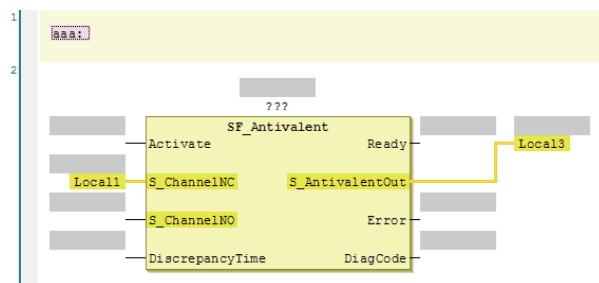 1
aaa:
2
???
SF_Antivalent
Activate Ready Local3
Local1 S_ChannelNC S_AntivalentOut
S_ChannelNO Error
DiscrepancyTime DiagCode